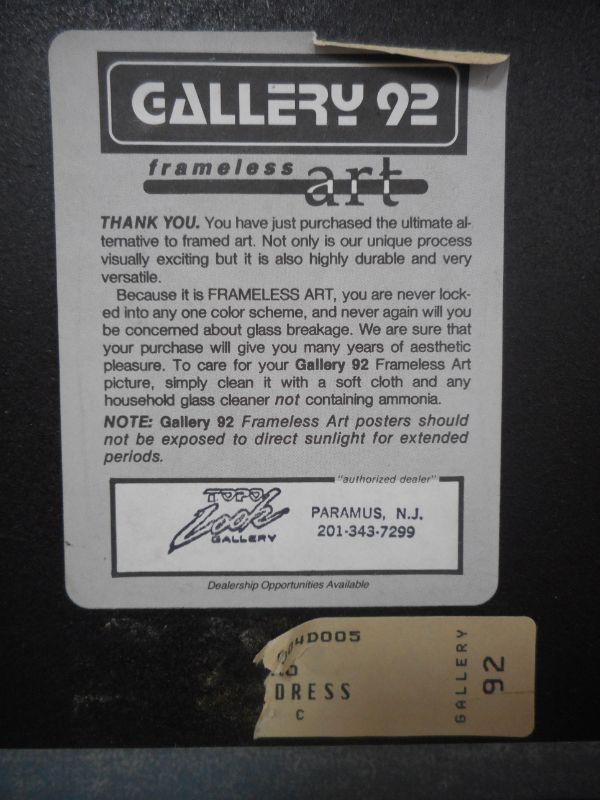 GALLERY 92
frameless
art
THANK YOU. You have just purchased the ultimate al-
ternative to framed art. Not only is our unique process
visually exciting but it is also highly durable and very
versatile.
Because it is FRAMELESS ART, you are never lock-
ed into any one color scheme, and never again will you
be concerned about glass breakage. We are sure that
your purchase will give you many years of aesthetic
pleasure. To care for your Gallery 92 Frameless Art
picture, simply clean it with a soft cloth and any
household glass cleaner not containing ammonia.
NOTE: Gallery 92 Frameless Art posters should
not be exposed to direct sunlight for extended
periods.
"authorized dealer"
Look
GALLERY
PARAMUS, N.J.
201-343-7299
Dealership Opportunities Available
4D005
DRESS
C
GALLERY
92